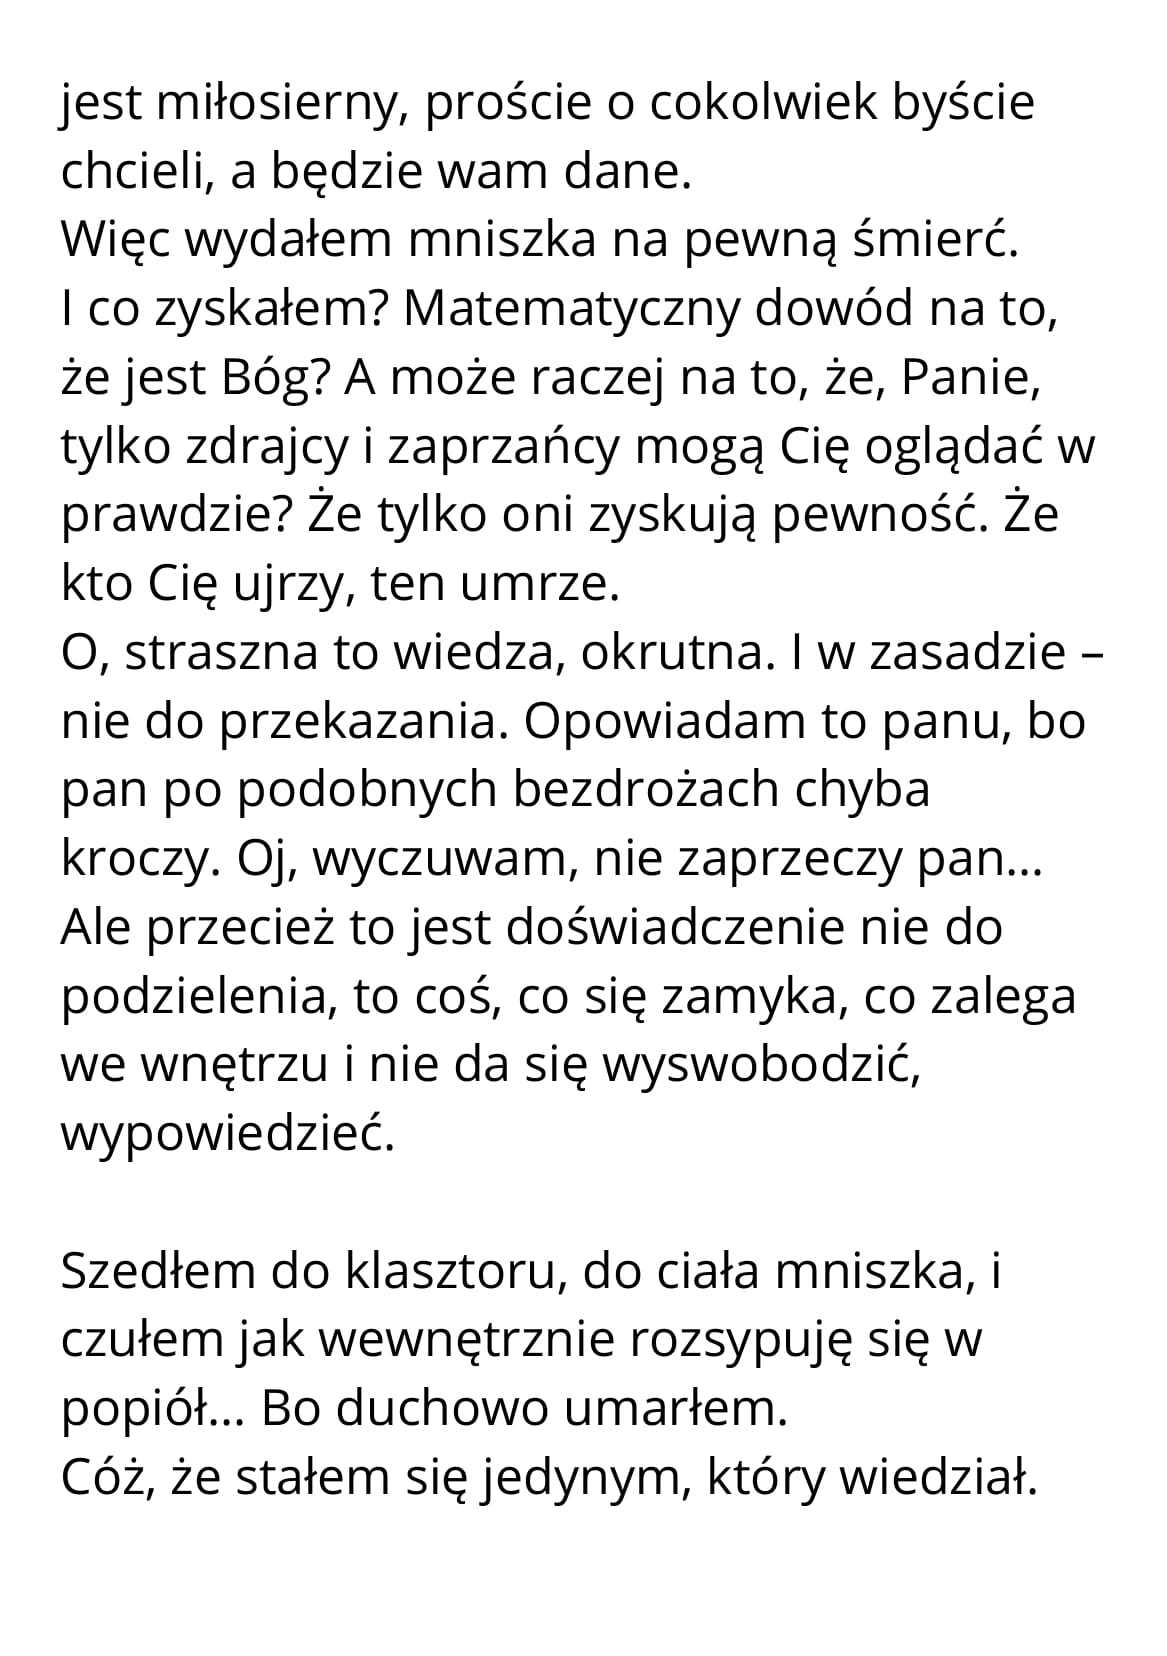 jest miłosierny, proście o cokolwiek byście
chcieli, a będzie wam dane.
Więc wydałem mniszka na pewną śmierć.
I co zyskałem? Matematyczny dowód na to,
że jest Bóg? A może raczej na to, że, Panie,
tylko zdrajcy i zaprzańcy mogą Cię oglądać w
prawdzie? Że tylko oni zyskują pewność. Że
kto Cię ujrzy, ten umrze.
O, straszna to wiedza, okrutna. I w zasadzie –
nie do przekazania. Opowiadam to panu, bo
pan po podobnych bezdrożach chyba
kroczy. Oj, wyczuwam, nie zaprzeczy pan...
Ale przecież to jest doświadczenie nie do
podzielenia, to coś, co się zamyka, co zalega
we wnętrzu i nie da się wyswobodzić,
wypowiedzieć.
Szedłem do klasztoru, do ciała mniszka, i
czułem jak wewnętrznie rozsypuję się w
popiół... Bo duchowo umarłem.
Cóż, że stałem się jedynym, który wiedział.